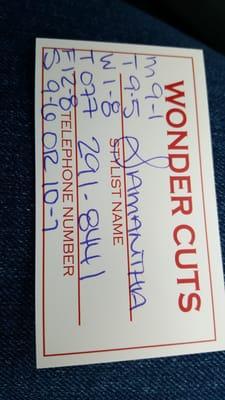 WONDER CUTS
M 9-1
T 9-5 SAMANTHA
STYLIST NAME
W 1-8
T OFF 291-8441
TELEPHONE NUMBER
F 12-8
S 9-6 OR 10-7